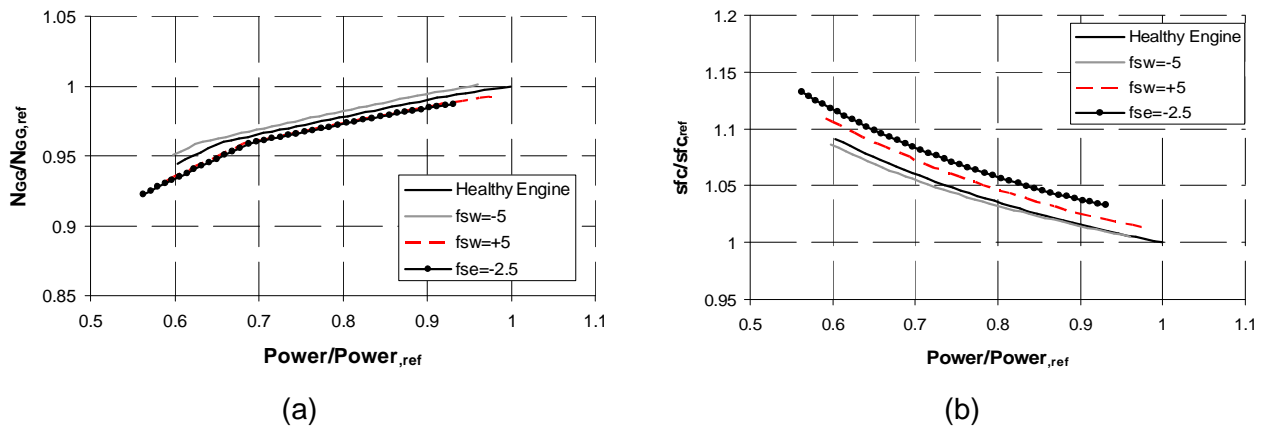 1.05
1
0.95
0.9
0.85
NGG/NGG,ref
0.5 0.6 0.7 0.8 0.9 1 1.1
Power/Power,ref
Healthy Engine
fsw=-5
fsw=+5
fse=-2.5
(a)
1.2
1.15
1.1
1.05
1
0.95
sfc/sfc,ref
0.5 0.6 0.7 0.8 0.9 1 1.1
Power/Power,ref
Healthy Engine
fsw=-5
fsw=+5
fse=-2.5
(b)